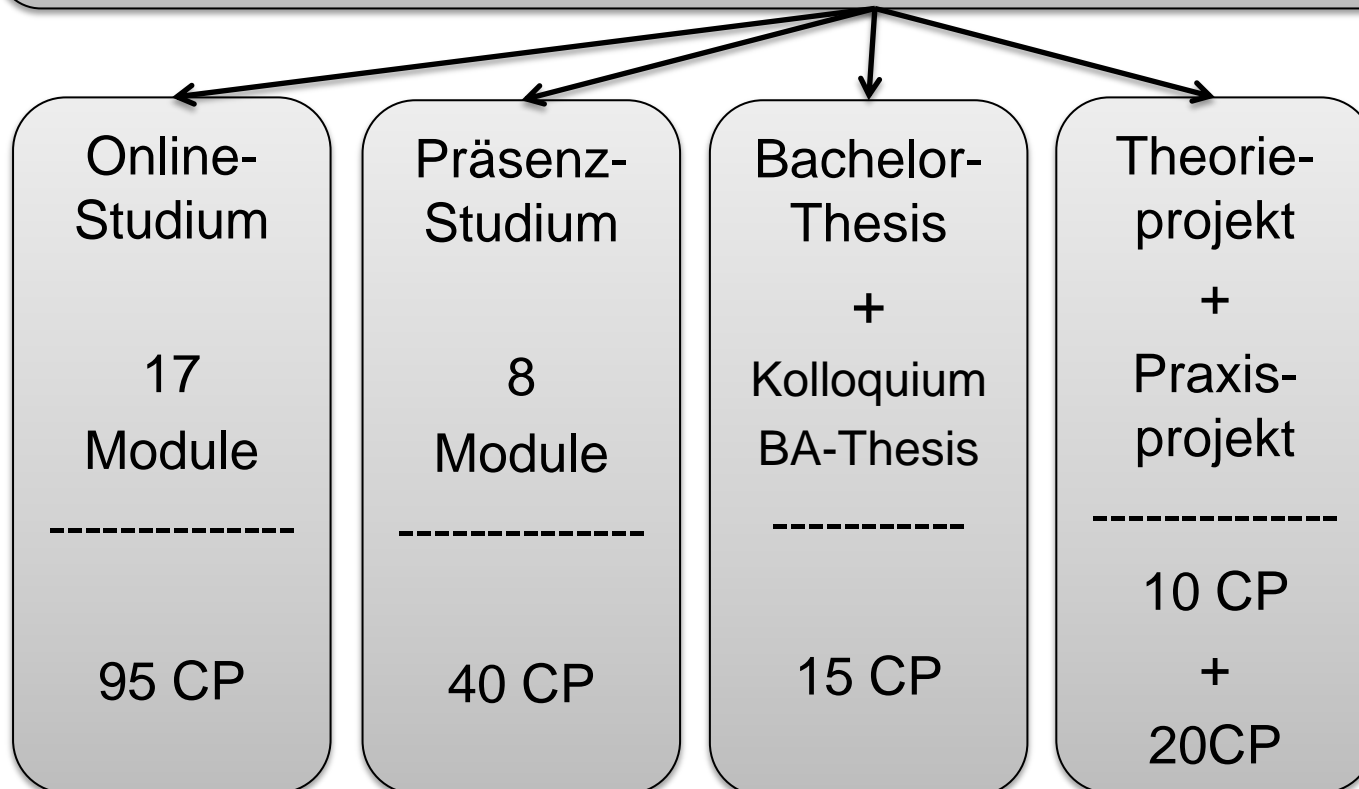 Online-
Studium
17
Module
--------------
95 CP
Präsenz-
Studium
8
Module
--------------
40 CP
Bachelor-
Thesis
+
Kolloquium
BA-Thesis
-----------
15 CP
Theorie-
projekt
+
Praxis-
projekt
--------------
10 CP
+
20CP